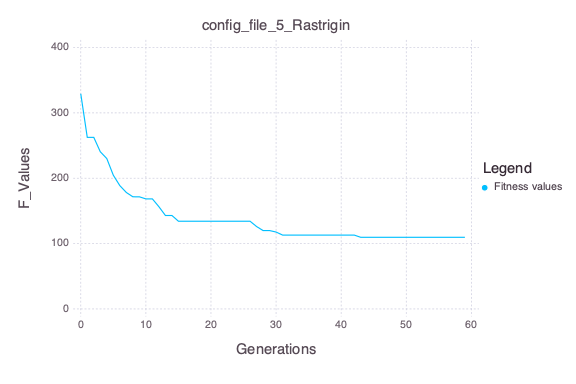 config_file_5_Rastrigin
400
300
200
100
0
F_Values
0 10 20 30 40 50 60
Generations
Legend
Fitness values